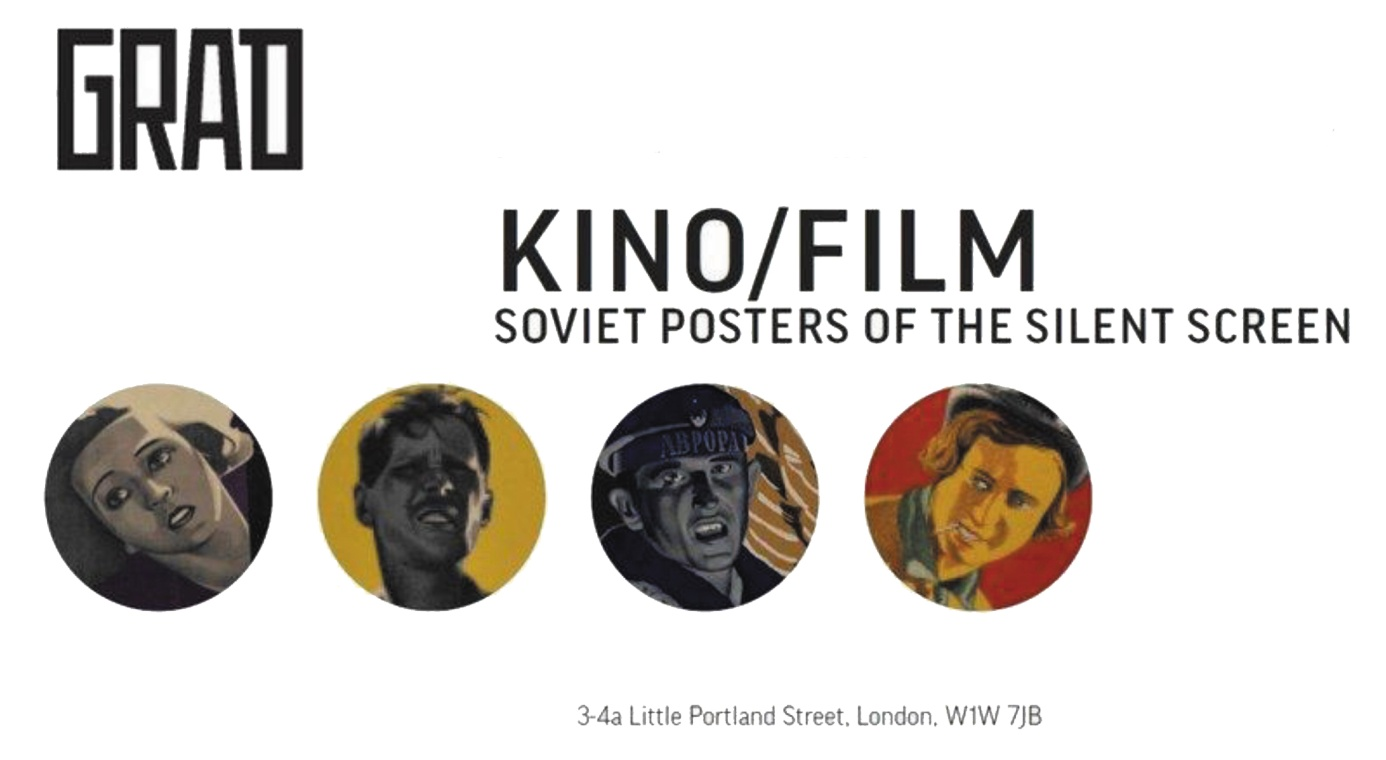 GRAD
KINO/FILM
SOVIET POSTERS OF THE SILENT SCREEN
АВРОРА
3-4a Little Portland Street, London, W1W 7JB